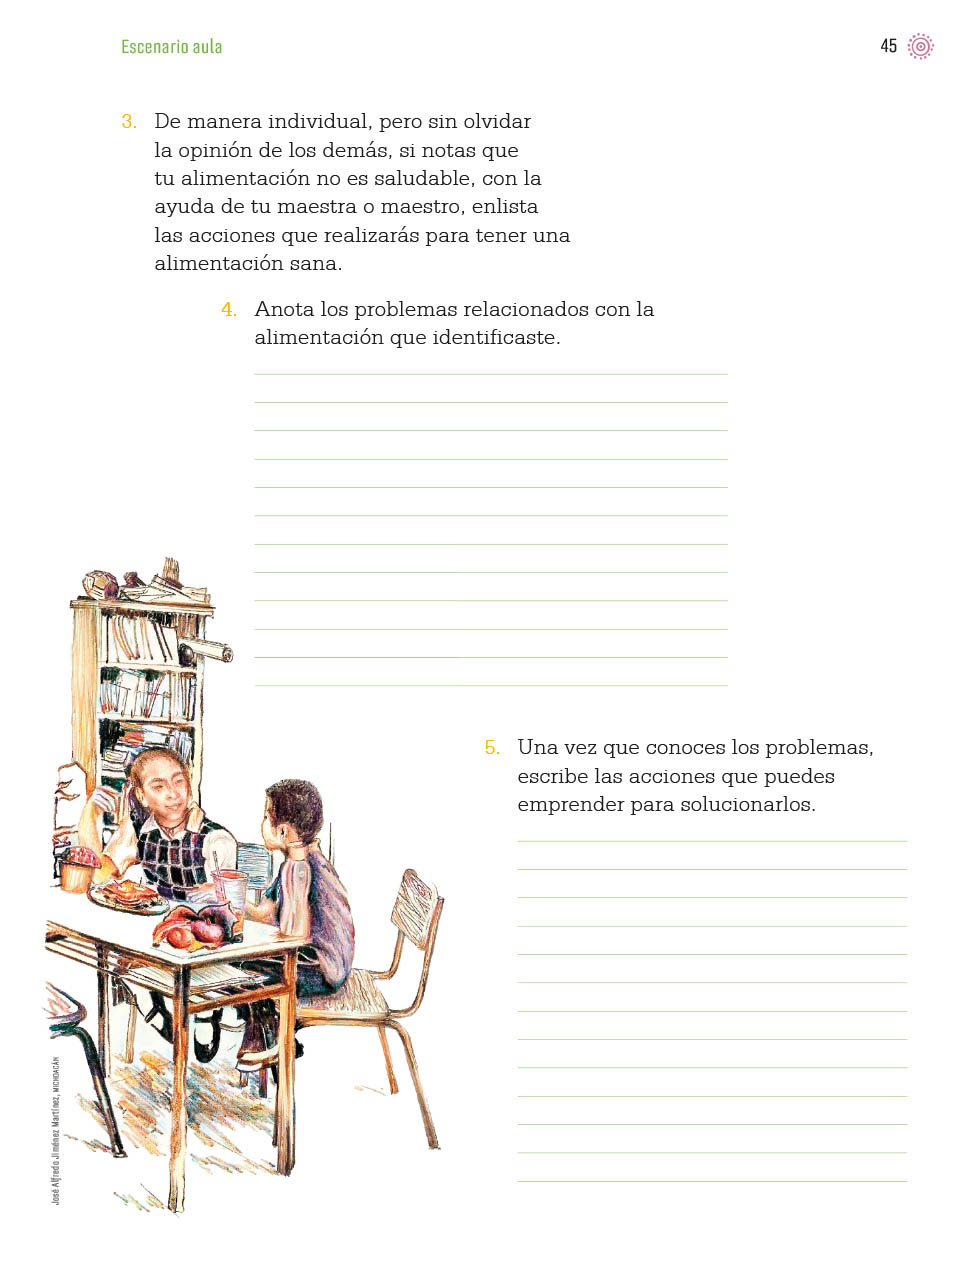 Escenario aula
45
3. De manera individual, pero sin olvidar
la opinión de los demás, si notas que
tu alimentación no es saludable, con la
ayuda de tu maestra o maestro, enlista
las acciones que realizarás para tener una
alimentación sana.
4. Anota los problemas relacionados con la
alimentación que identificaste.
5. Una vez que conoces los problemas,
escribe las acciones que puedes
emprender para solucionarlos.
José Alfredo Jiménez Martínez, MICHOACÁN